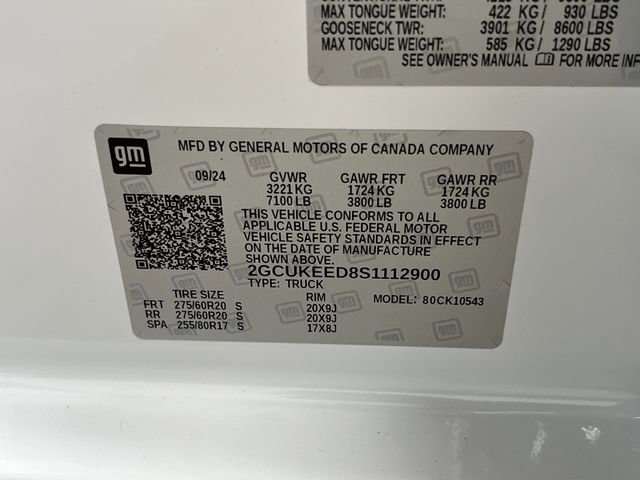 MAX TONGUE WEIGHT: 422 KG/ 930 LBS
GOOSENECK TWR: 3901 KG/ 8600 LBS
MAX TONGUE WEIGHT: 585 KG/ 1290 LBS
SEE OWNER'S MANUAL FOR MORE
gm MFD BY GENERAL MOTORS OF CANADA COMPANY
09/24 GVWR GAWR FRT GAWR RR
3221 KG 1724 KG 1724 KG
7100 LB 3800 LB 3800 LB
THIS VEHICLE CONFORMS TO ALL
APPLICABLE U.S. FEDERAL MOTOR
VEHICLE SAFETY STANDARDS IN EFFECT
ON THE DATE OF MANUFACTURE
SHOWN ABOVE.
2GCUKEED8S1112900
TYPE: TRUCK MODEL: 80CK10543
TIRE SIZE RIM
FRT 275/60R20 S 20X9J
RR 275/60R20 S 20X9J
SPA 255/80R17 S 17X8J